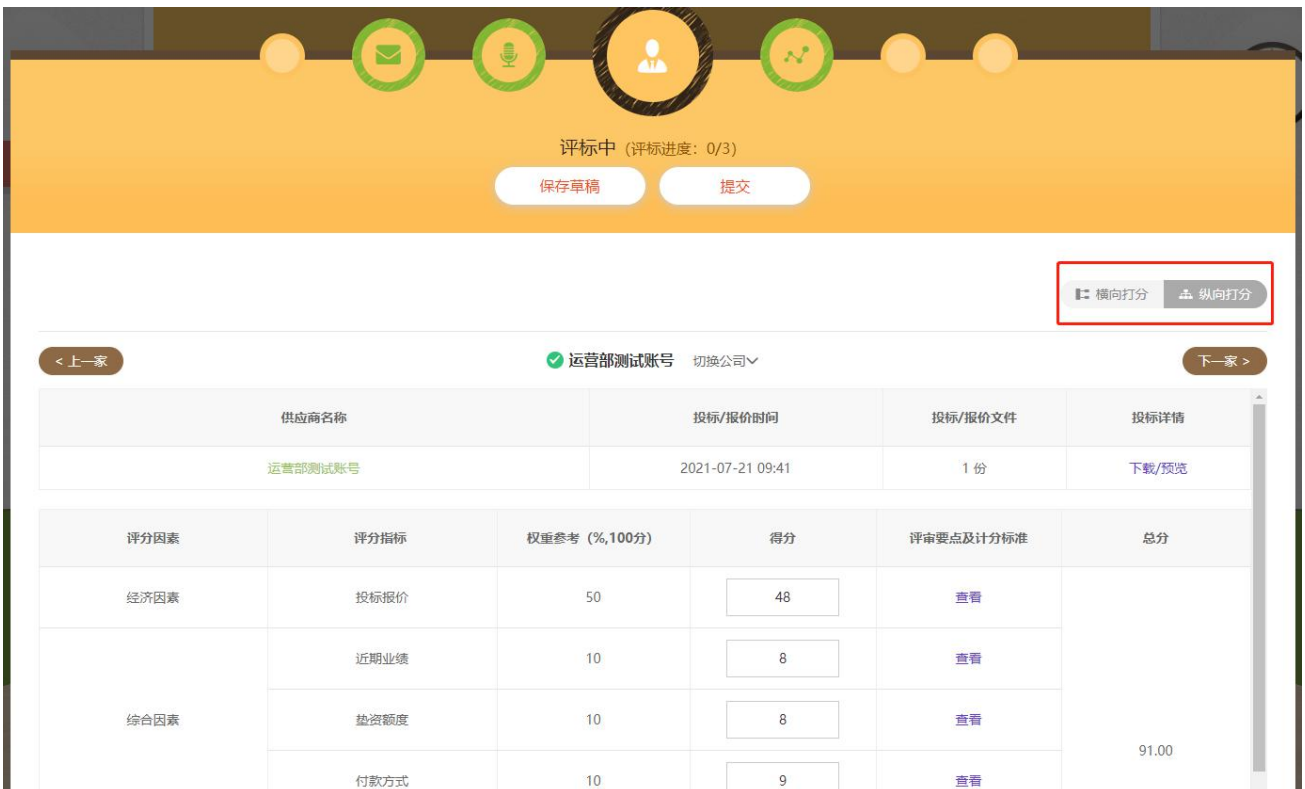 评标中（评标进度：0/3）
保存草稿 提交
横向打分 纵向打分
<上一家 运营部测试账号 切换公司 下一家>
供应商名称 投标/报价时间 投标/报价文件 投标详情
运营部测试账号 2021-07-21 09:41 1 份 下载/预览
评分因素 评分指标 权重参考（%,100分） 得分 评审要点及计分标准 总分
经济因素 投标报价 50 48 查看
近期业绩 10 8 查看
综合因素 垫资额度 10 8 查看
91.00
付款方式 10 9 查看